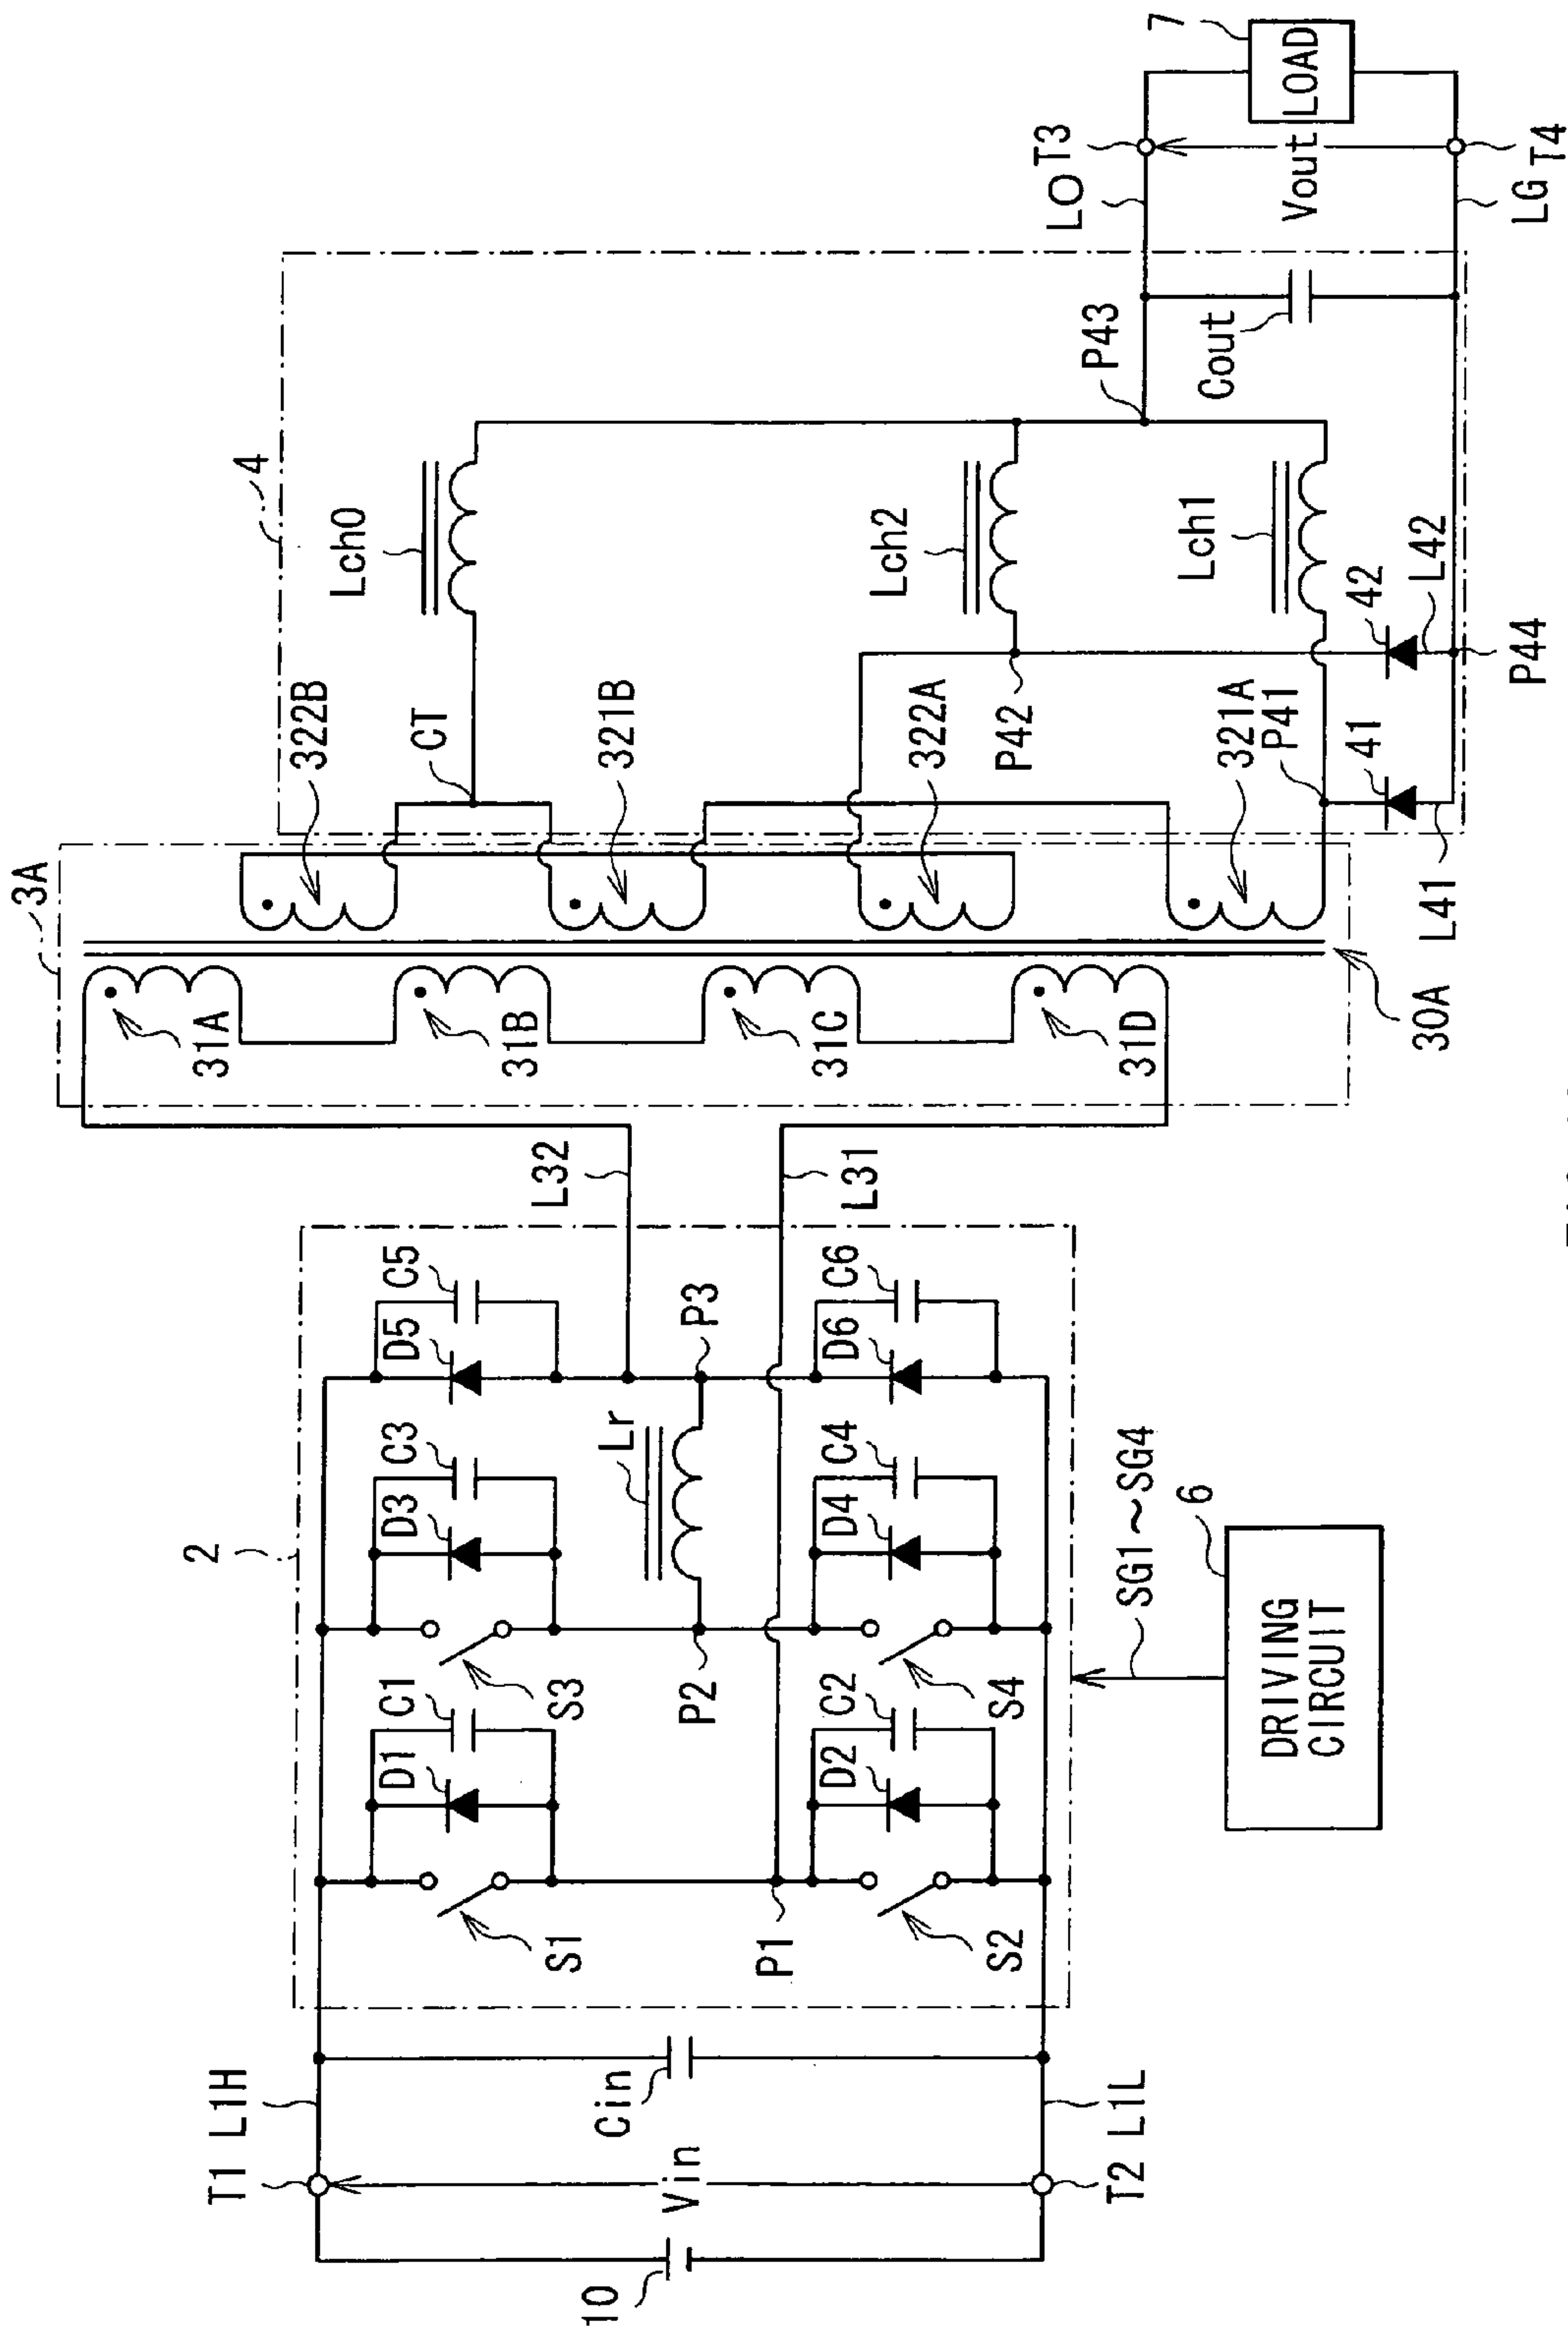 3A
4
7
LOAD
T3
LO
Vout
T4
LG
P43
Cout
Lch0
Lch2
Lch1
42
L42
P44
322B
CT
321B
322A
P42
321A
P41
41
L41
31A
31B
31C
31D
30A
L32
L31
2
C5
D5
P3
C6
D6
C3
D3
Lr
C4
D4
S3
P2
S4
C1
D1
C2
D2
S1
P1
S2
SG1~SG4
6
DRIVING
CIRCUIT
T1
L1H
Cin
Vin
T2
L1L
10